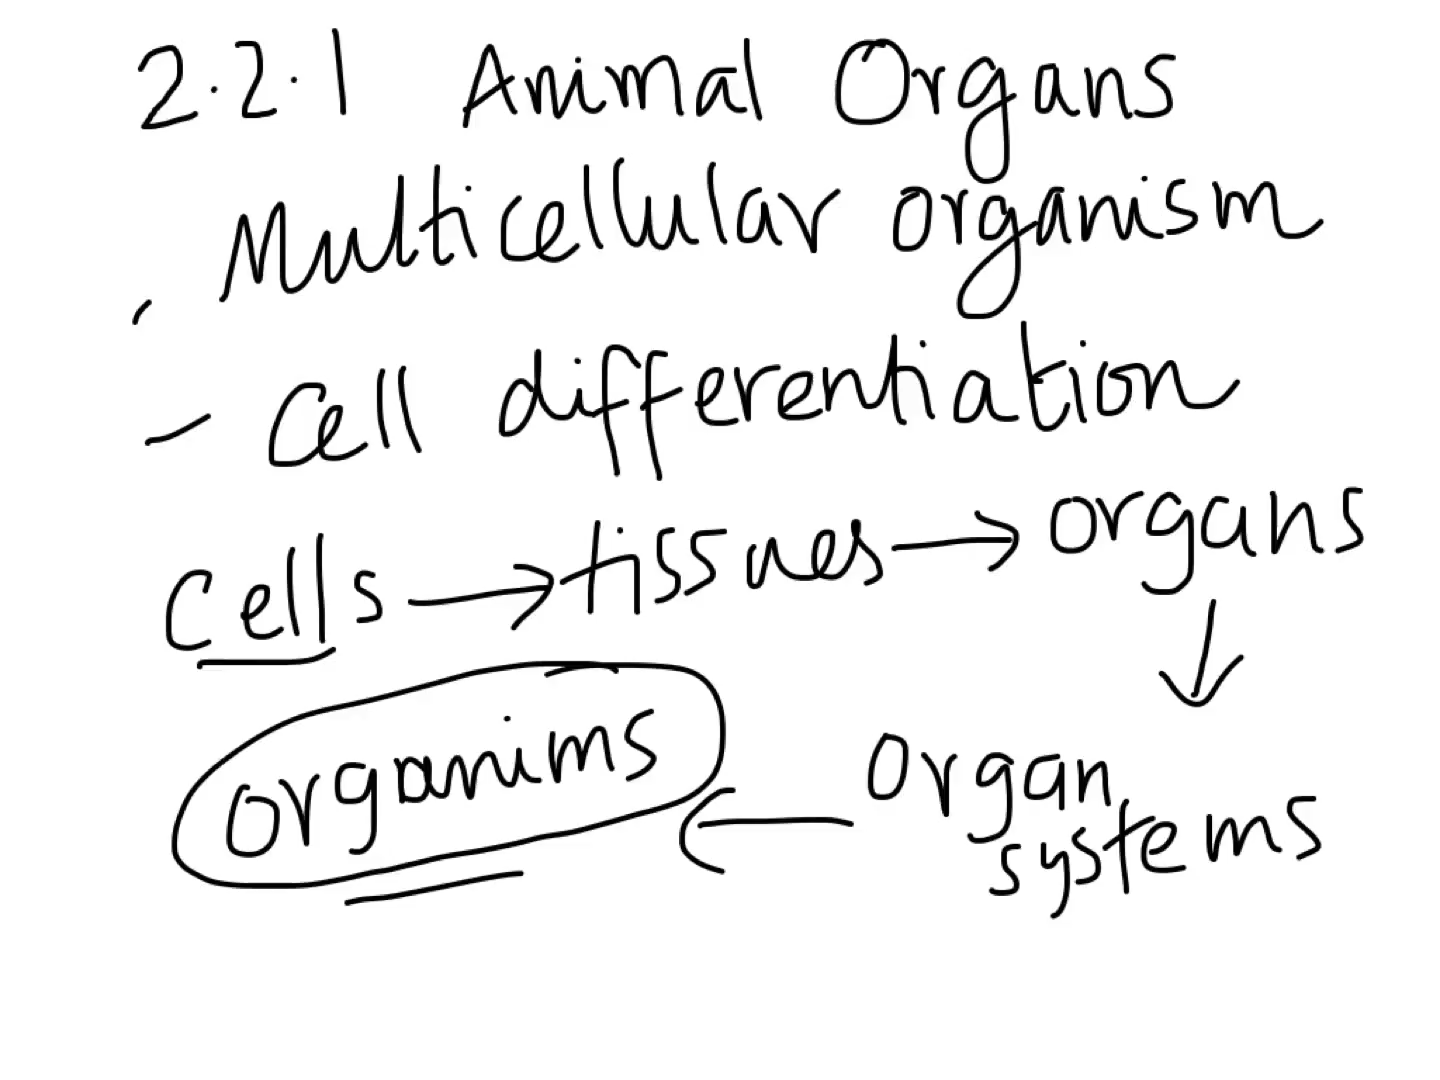 2.2.1 Animal Organs
Multicellular organism
- Cell differentiation
Cells → tissues → organs
↓
organ
systems
←
organims